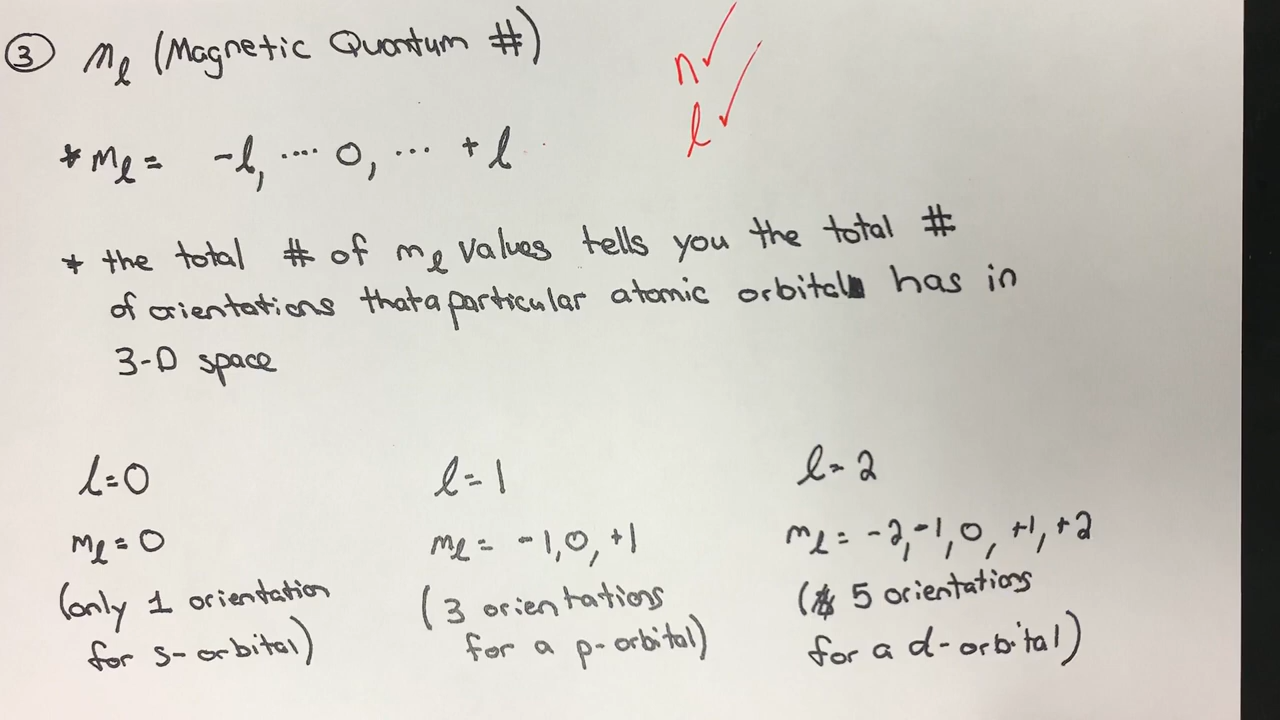 ③ mℓ (Magnetic Quantum #)
n ✓
ℓ ✓
* mℓ = -ℓ, .... 0, ... +ℓ
* the total # of mℓ values tells you the total #
of orientations that a particular atomic orbital has in
3-D space
ℓ=0
mℓ = 0
(only 1 orientation
for s-orbital)
ℓ=1
mℓ = -1, 0, +1
(3 orientations
for a p-orbital)
ℓ=2
mℓ = -2, -1, 0, +1, +2
(5 orientations
for a d-orbital)